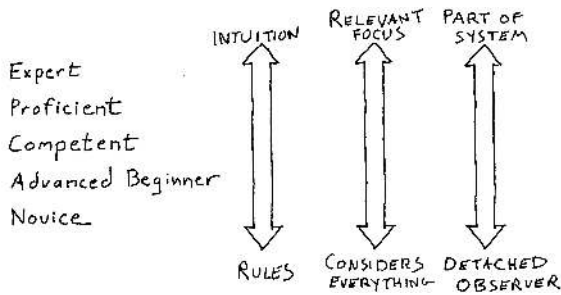 INTUITION
RELEVANT
FOCUS
PART OF
SYSTEM
Expert
Proficient
Competent
Advanced Beginner
Novice
RULES
CONSIDERS
EVERYTHING
DETACHED
OBSERVER